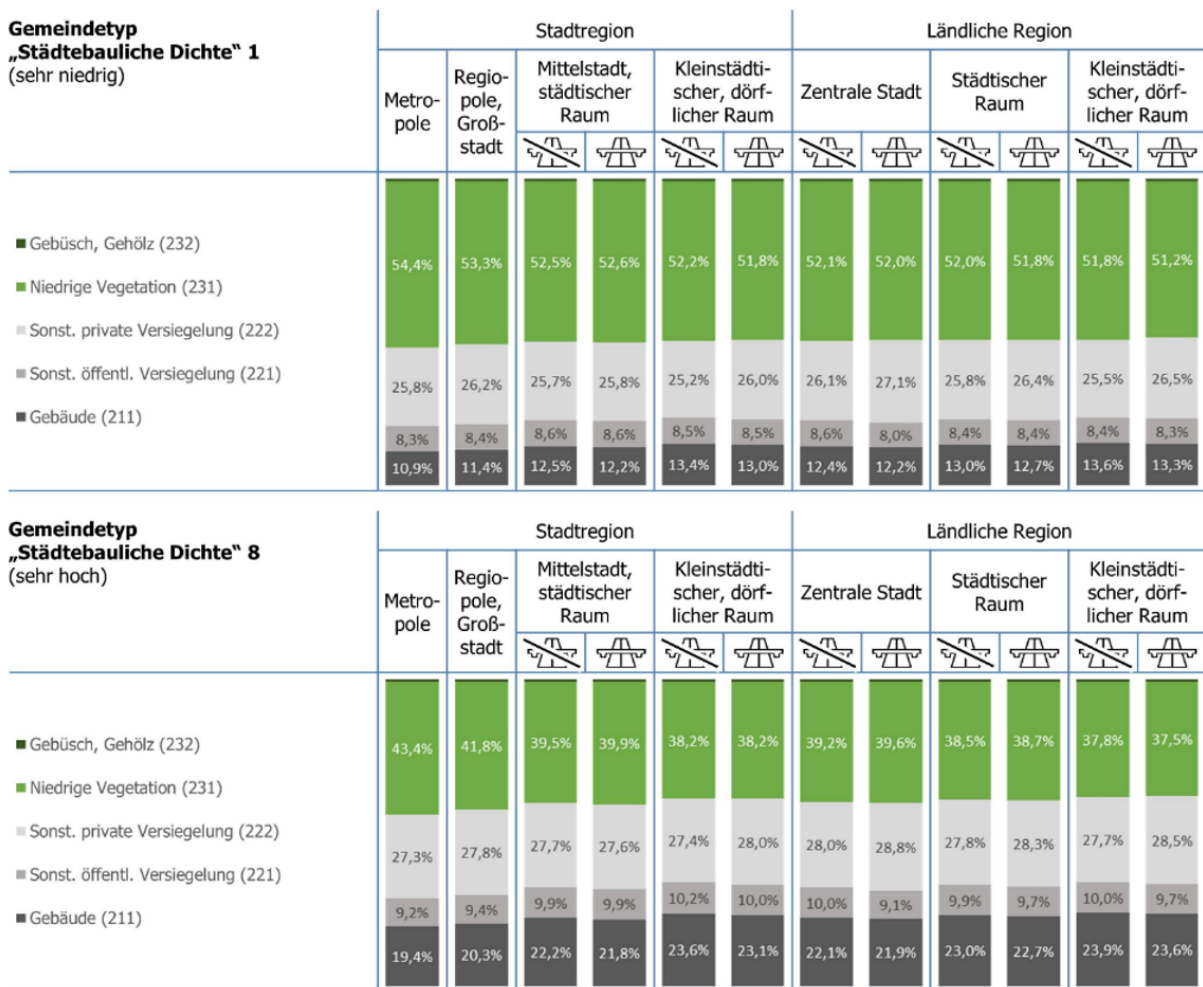 Gemeindetyp
„Städtebauliche Dichte“ 1
(sehr niedrig)
Stadtregion
Ländliche Region
Metro-
pole
Regio-
pole,
Groß-
stadt
Mittelstadt,
städtischer
Raum
Kleinstädti-
scher, dörf-
licher Raum
Zentrale Stadt
Städtischer
Raum
Kleinstädti-
scher, dörf-
licher Raum
Gebüsch, Gehölz (232)
Niedrige Vegetation (231)
Sonst. private Versiegelung (222)
Sonst. öffentl. Versiegelung (221)
Gebäude (211)
54,4% 53,3% 52,5% 52,6% 52,2% 51,8% 52,1% 52,0% 52,0% 51,8% 51,8% 51,2%
25,8% 26,2% 25,7% 25,8% 25,2% 26,0% 26,1% 27,1% 25,8% 26,4% 25,5% 26,5%
8,3% 8,4% 8,6% 8,6% 8,5% 8,5% 8,6% 8,0% 8,4% 8,4% 8,4% 8,3%
10,9% 11,4% 12,5% 12,2% 13,4% 13,0% 12,4% 12,2% 13,0% 12,7% 13,6% 13,3%
Gemeindetyp
„Städtebauliche Dichte“ 8
(sehr hoch)
Stadtregion
Ländliche Region
Metro-
pole
Regio-
pole,
Groß-
stadt
Mittelstadt,
städtischer
Raum
Kleinstädti-
scher, dörf-
licher Raum
Zentrale Stadt
Städtischer
Raum
Kleinstädti-
scher, dörf-
licher Raum
Gebüsch, Gehölz (232)
Niedrige Vegetation (231)
Sonst. private Versiegelung (222)
Sonst. öffentl. Versiegelung (221)
Gebäude (211)
43,4% 41,8% 39,5% 39,9% 38,2% 38,2% 39,2% 39,6% 38,5% 38,7% 37,8% 37,5%
27,3% 27,8% 27,7% 27,6% 27,4% 28,0% 28,0% 28,8% 27,8% 28,3% 27,7% 28,5%
9,2% 9,4% 9,9% 9,9% 10,2% 10,0% 10,0% 9,1% 9,9% 9,7% 10,0% 9,7%
19,4% 20,3% 22,2% 21,8% 23,6% 23,1% 22,1% 21,9% 23,0% 22,7% 23,9% 23,6%